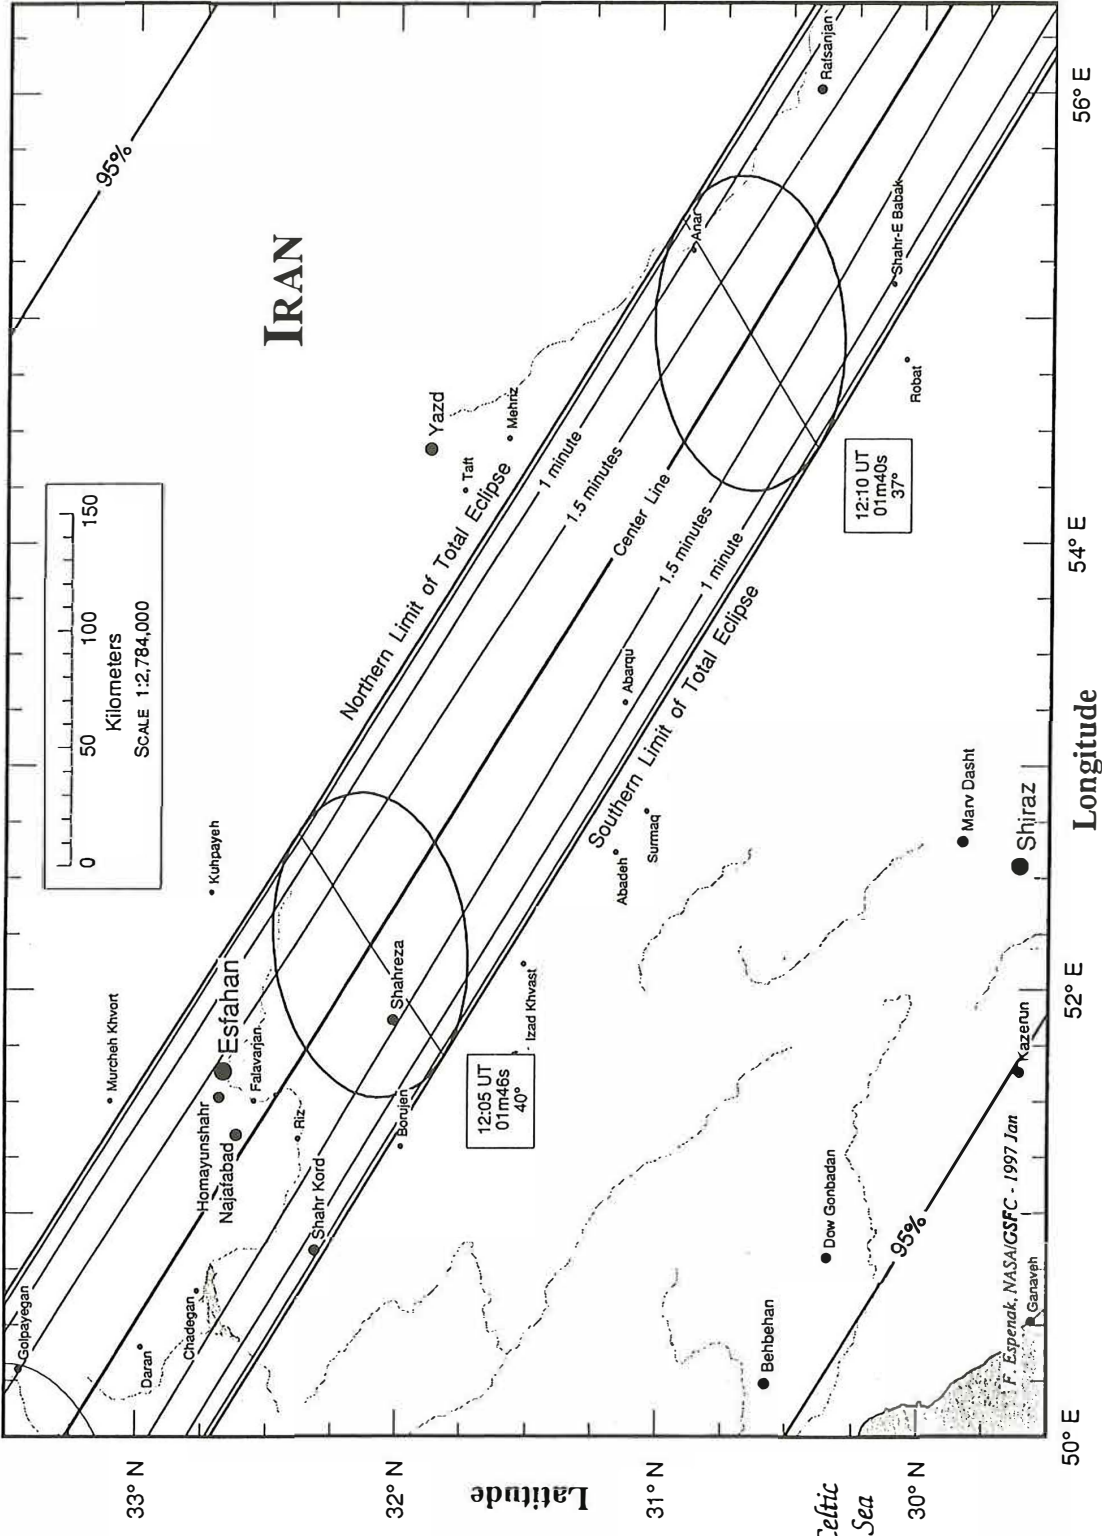 IRAN
95%
0
50
100
150
Kilometers
SCALE 1:2,784,000
Golpayegan
Daran
Chadegan
Murcheh Khvort
Kuhpayeh
Homayunshahr
Najafabad
Esfahan
Falavarjan
Riz
Shahr Kord
Borujen
Shahreza
Izad Khvast
12:05 UT
01m46s
40°
Northern Limit of Total Eclipse
1 minute
1.5 minutes
Center Line
1.5 minutes
1 minute
Southern Limit of Total Eclipse
Yazd
Taft
Mehriz
Abarqu
Abadeh
Surmaq
12:10 UT
01m40s
37°
Anar
Rafsanjan
Shahr-E Babak
Robat
Marv Dasht
Shiraz
Kazerun
Dow Gonbadan
Behbehan
95%
Ganaveh
F. Espenak, NASA/GSFC - 1997 Jan
33° N
32° N
31° N
30° N
Latitude
Sea
50° E
52° E
54° E
56° E
Longitude